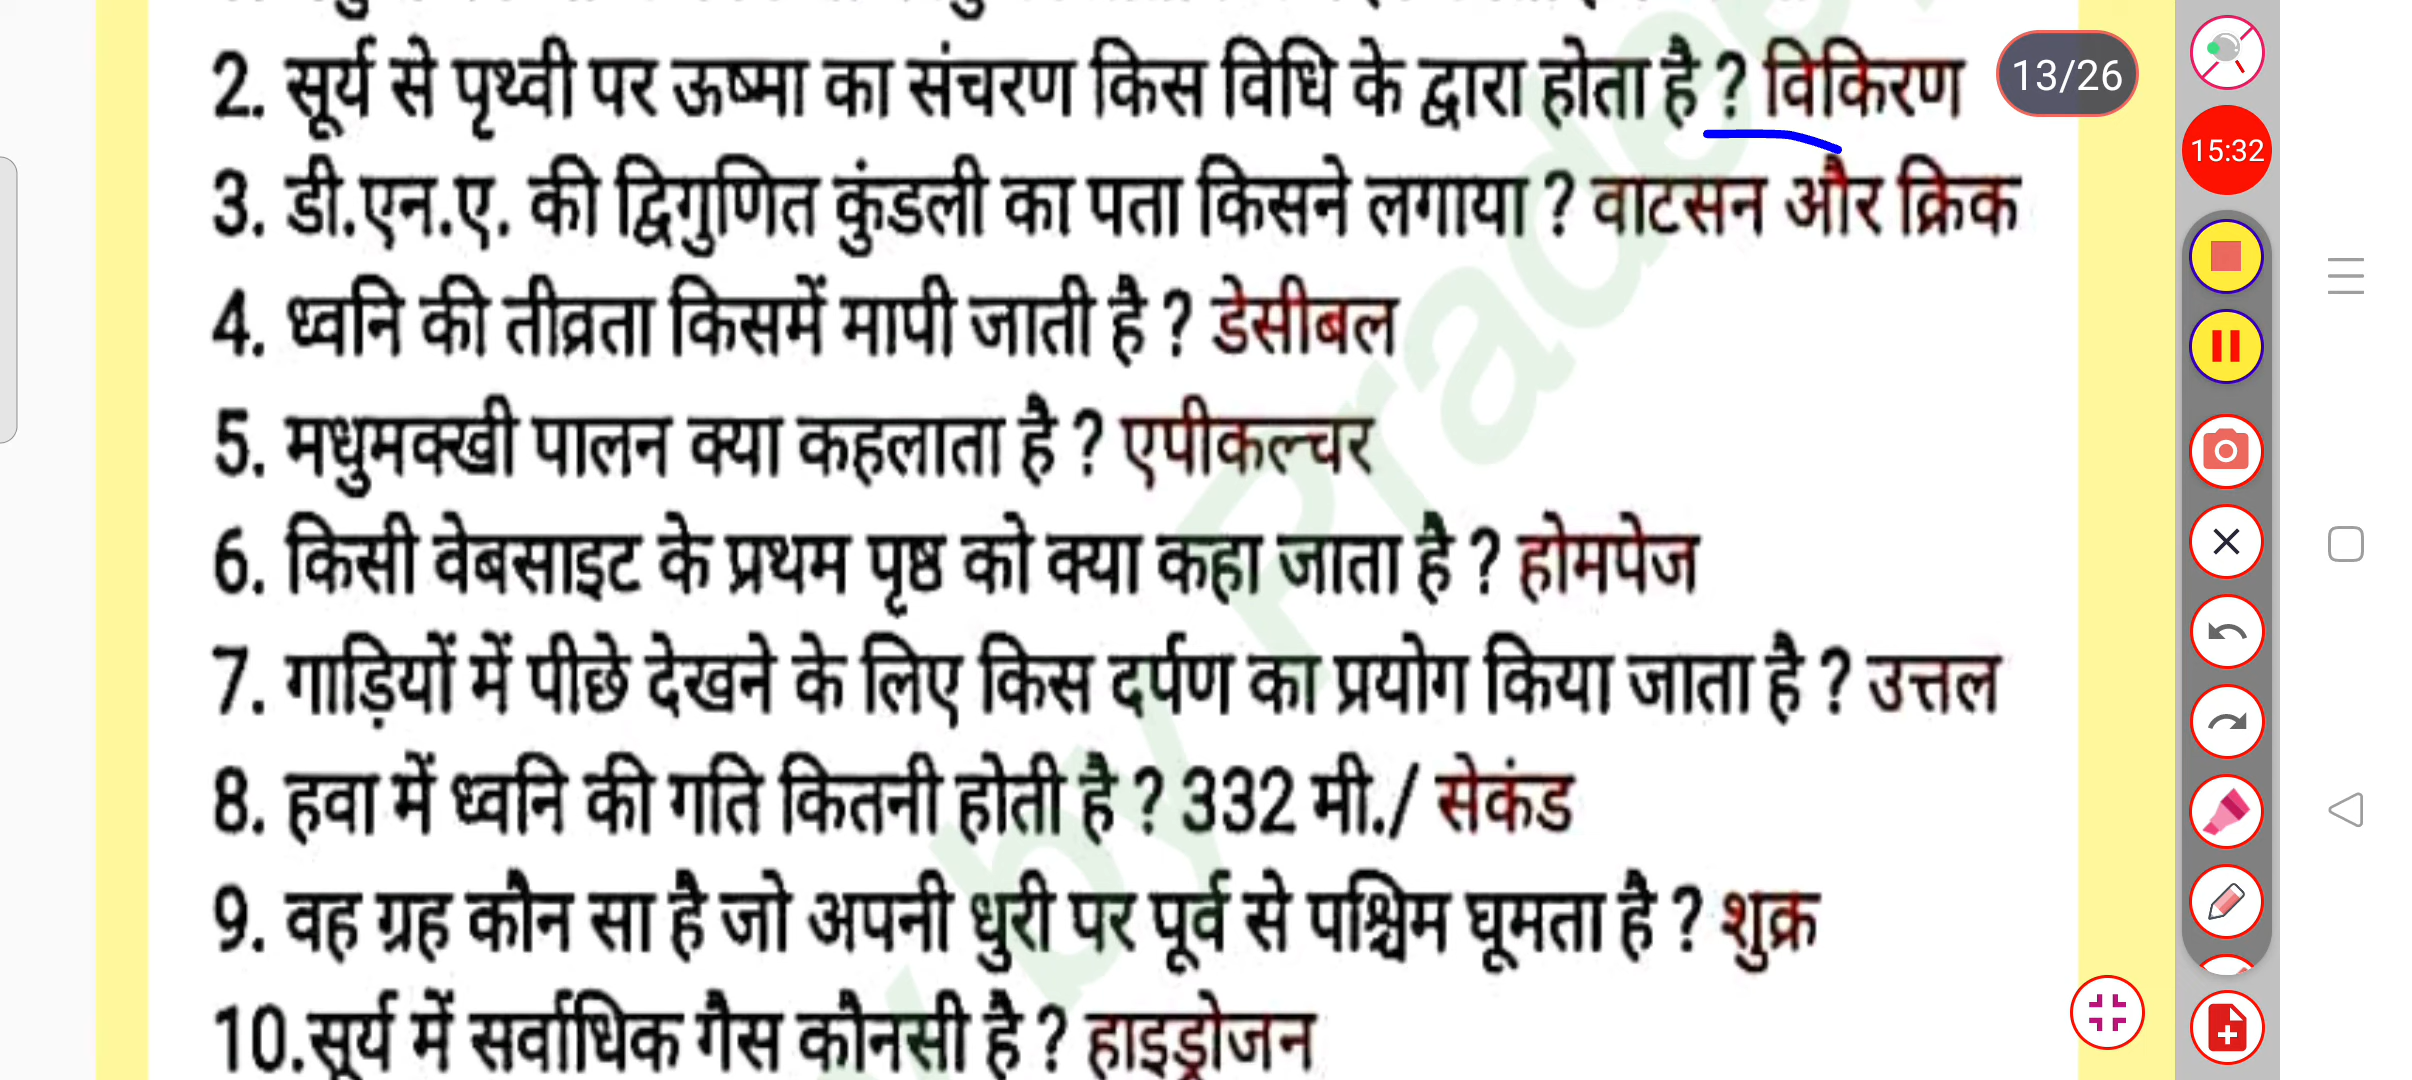 2. सूर्य से पृथ्वी पर ऊष्मा का संचरण किस विधि के द्वारा होता है ? विकिरण
13/26
15:32
3. डी.एन.ए. की द्विगुणित कुंडली का पता किसने लगाया ? वाटसन और क्रिक
4. ध्वनि की तीव्रता किसमें मापी जाती है ? डेसीबल
5. मधुमक्खी पालन क्या कहलाता है ? एपीकल्चर
6. किसी वेबसाइट के प्रथम पृष्ठ को क्या कहा जाता है ? होमपेज
7. गाड़ियों में पीछे देखने के लिए किस दर्पण का प्रयोग किया जाता है ? उत्तल
8. हवा में ध्वनि की गति कितनी होती है ? 332 मी./ सेकंड
9. वह ग्रह कौन सा है जो अपनी धुरी पर पूर्व से पश्चिम घूमता है ? शुक्र
10.सूर्य में सर्वाधिक गैस कौनसी है ? हाइड्रोजन
by